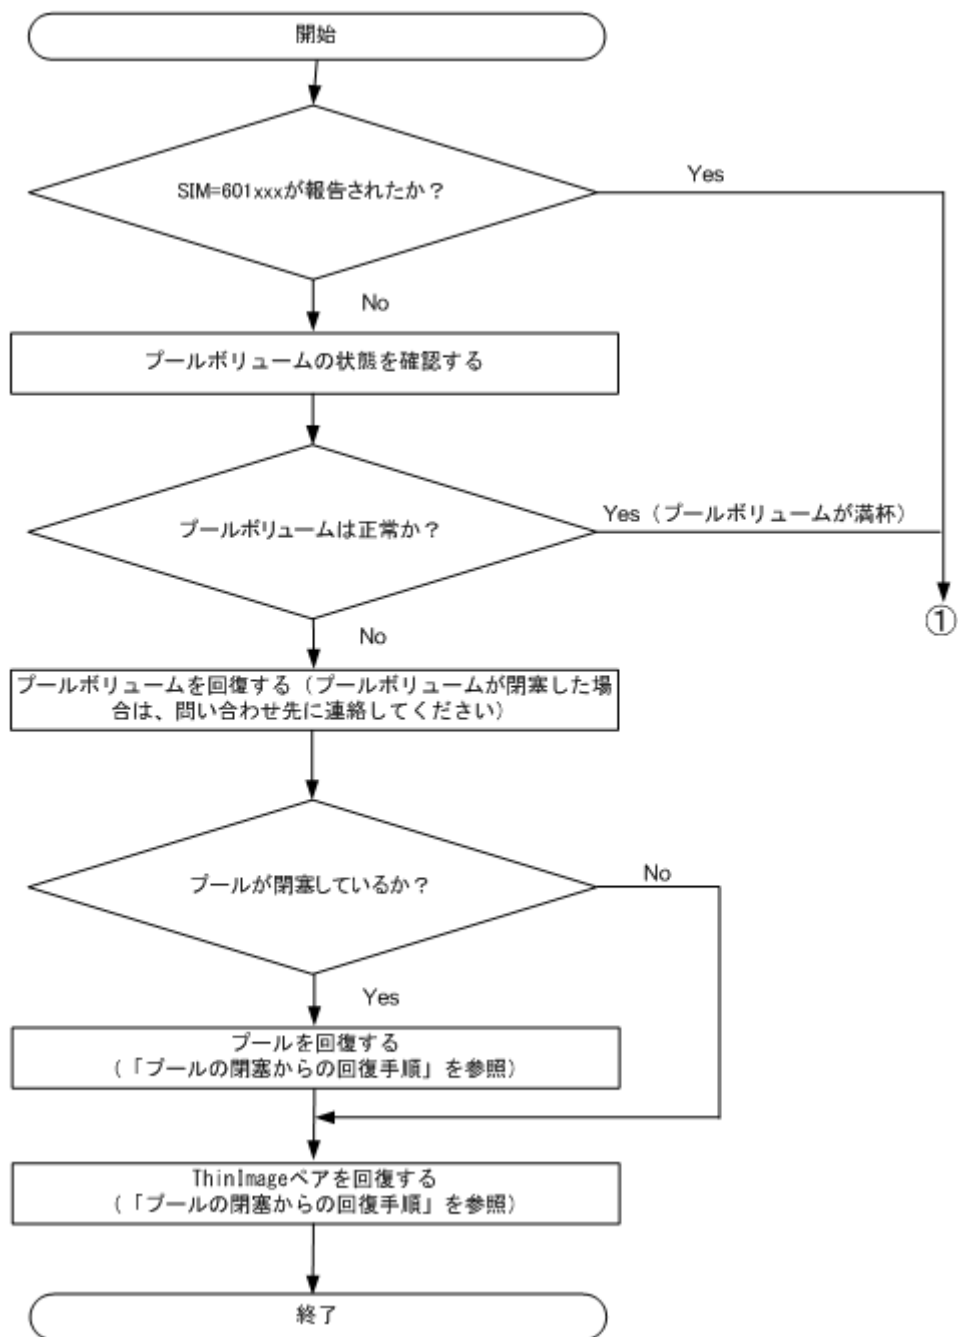 開始
SIM=601xxxが報告されたか？
Yes
No
プールボリュームの状態を確認する
プールボリュームは正常か？
Yes（プールボリュームが満杯）
①
No
プールボリュームを回復する（プールボリュームが閉塞した場
合は、問い合わせ先に連絡してください）
プールが閉塞しているか？
No
Yes
プールを回復する
（「プールの閉塞からの回復手順」を参照）
ThinImageペアを回復する
（「プールの閉塞からの回復手順」を参照）
終了